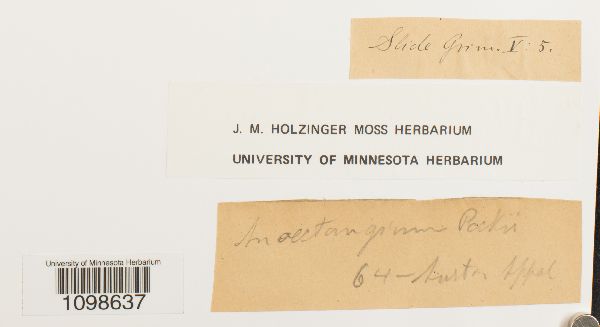 Slide Grim. V: 5.
J. M. HOLZINGER MOSS HERBARIUM
UNIVERSITY OF MINNESOTA HERBARIUM
Anoectangium Peckii
64 – Austin Appal
University of Minnesota Herbarium
1098637